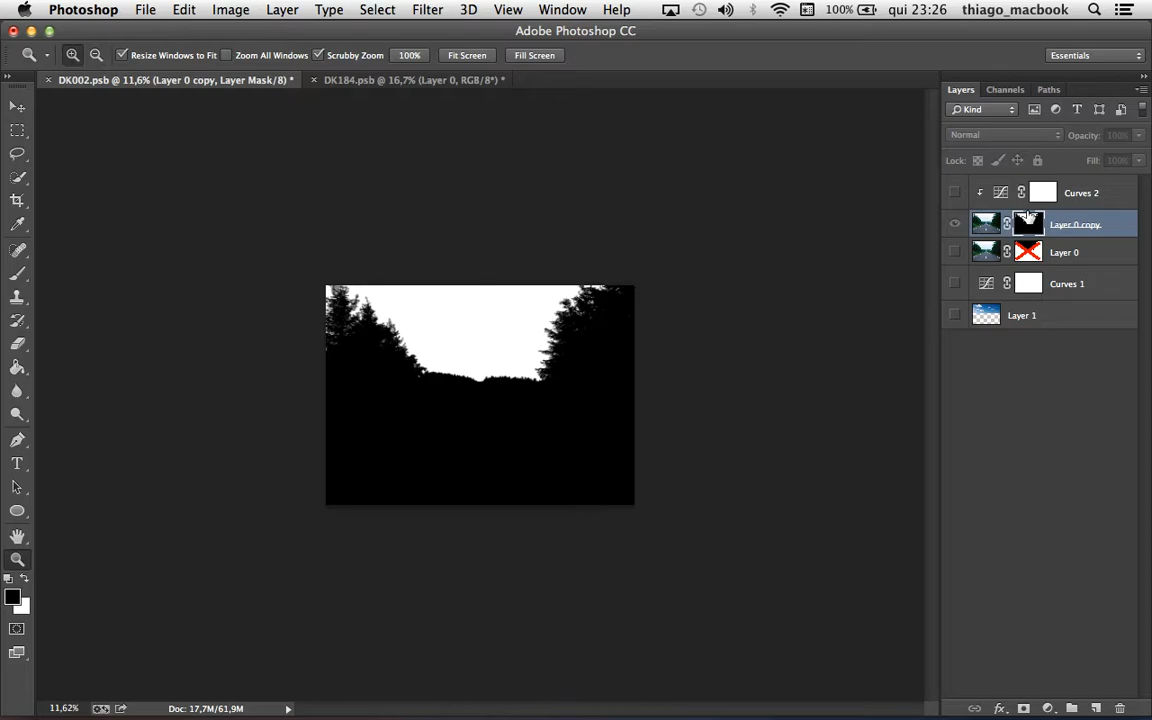 Photoshop File Edit Image Layer Type Select Filter 3D View Window Help 100% qui 23:26 thiago_macbook
Adobe Photoshop CC
Resize Windows to Fit Zoom All Windows Scrubby Zoom 100% Fit Screen Fill Screen Essentials
DK002.psb @ 11,6% (Layer 0 copy, Layer Mask/8) * DK184.psb @ 16,7% (Layer 0, RGB/8*) *
Layers Channels Paths
Kind
Normal Opacity: 100%
Lock: Fill: 100%
Curves 2
Layer 0 copy
Layer 0
Curves 1
Layer 1
11,62% Doc: 17,7M/61,9M